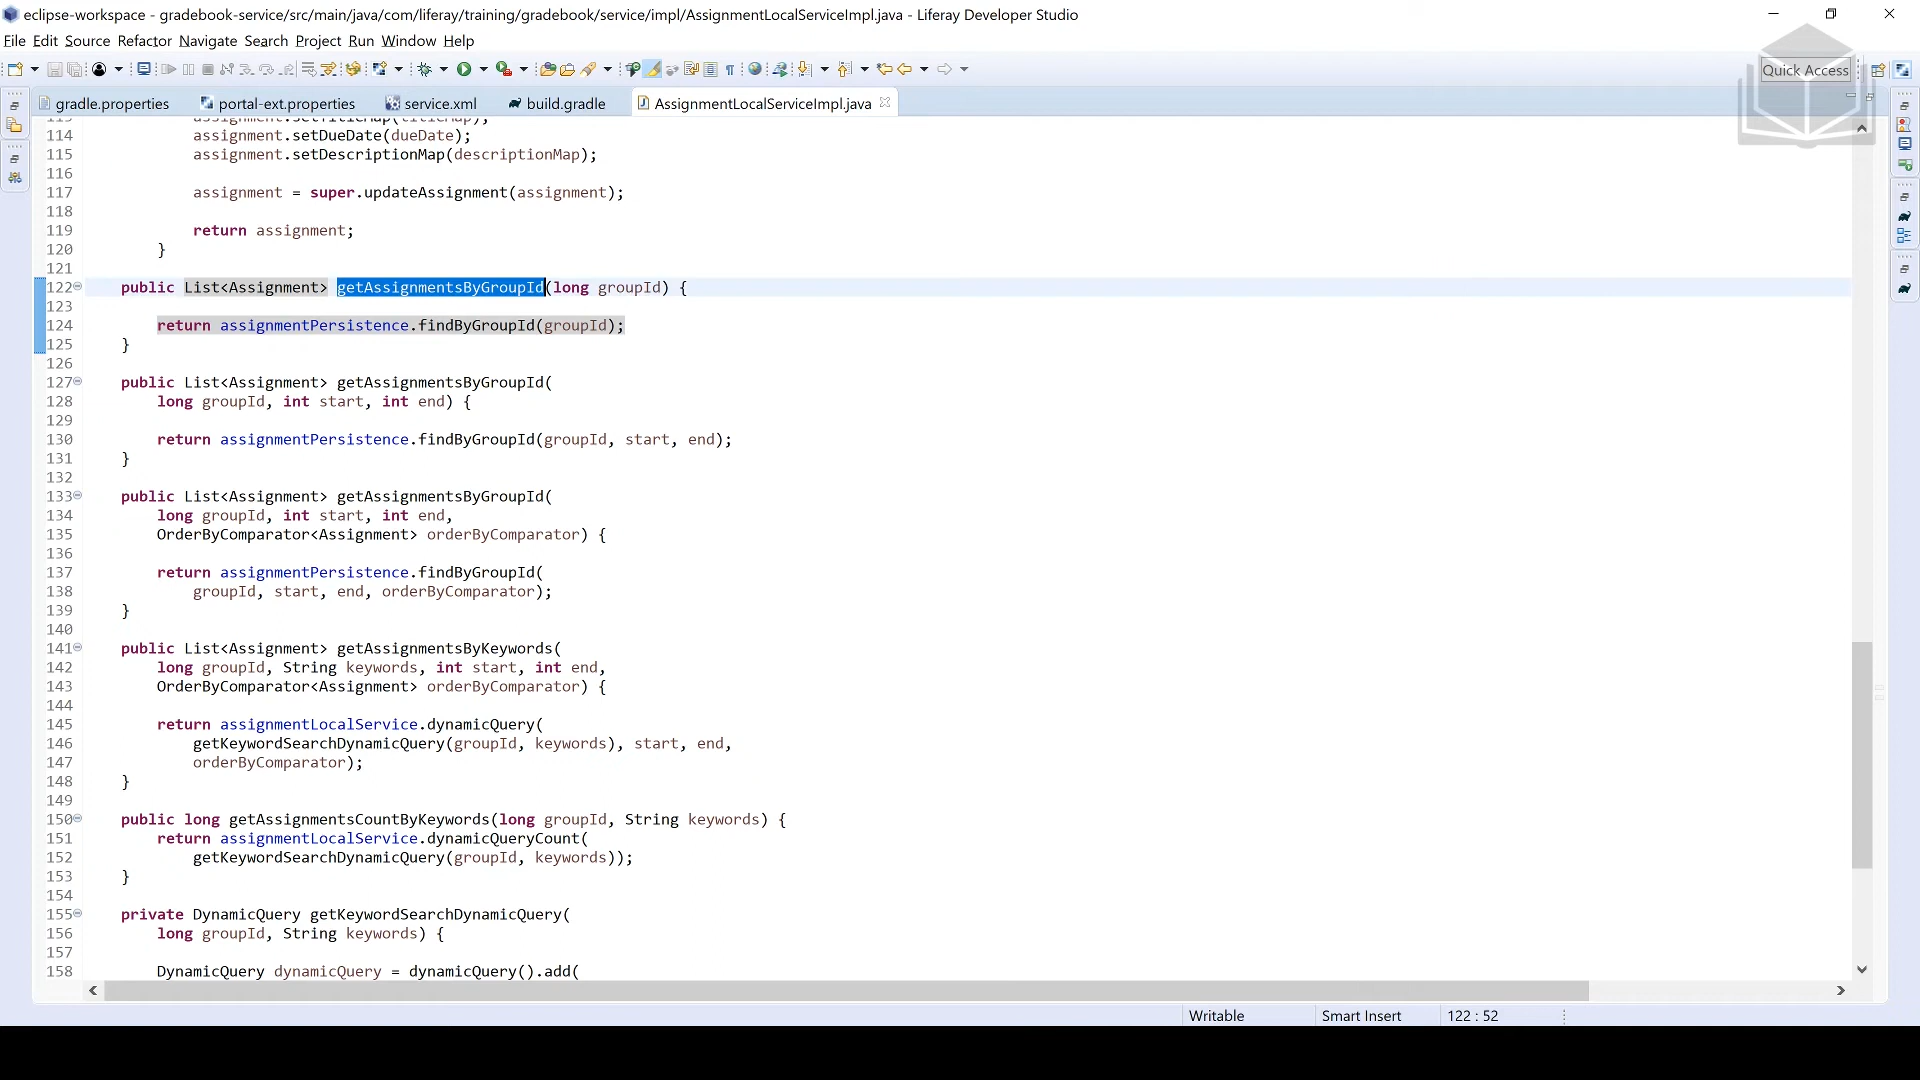 eclipse-workspace - gradebook-service/src/main/java/com/liferay/training/gradebook/service/impl/AssignmentLocalServiceImpl.java - Liferay Developer Studio
File Edit Source Refactor Navigate Search Project Run Window Help
Quick Access
gradle.properties portal-ext.properties service.xml build.gradle AssignmentLocalServiceImpl.java
113 assignment.setTitleMap(titleMap);
114 assignment.setDueDate(dueDate);
115 assignment.setDescriptionMap(descriptionMap);
116
117 assignment = super.updateAssignment(assignment);
118
119 return assignment;
120 }
121
122 public List<Assignment> getAssignmentsByGroupId(long groupId) {
123
124 return assignmentPersistence.findByGroupId(groupId);
125 }
126
127 public List<Assignment> getAssignmentsByGroupId(
128 long groupId, int start, int end) {
129
130 return assignmentPersistence.findByGroupId(groupId, start, end);
131 }
132
133 public List<Assignment> getAssignmentsByGroupId(
134 long groupId, int start, int end,
135 OrderByComparator<Assignment> orderByComparator) {
136
137 return assignmentPersistence.findByGroupId(
138 groupId, start, end, orderByComparator);
139 }
140
141 public List<Assignment> getAssignmentsByKeywords(
142 long groupId, String keywords, int start, int end,
143 OrderByComparator<Assignment> orderByComparator) {
144
145 return assignmentLocalService.dynamicQuery(
146 getKeywordSearchDynamicQuery(groupId, keywords), start, end,
147 orderByComparator);
148 }
149
150 public long getAssignmentsCountByKeywords(long groupId, String keywords) {
151 return assignmentLocalService.dynamicQueryCount(
152 getKeywordSearchDynamicQuery(groupId, keywords));
153 }
154
155 private DynamicQuery getKeywordSearchDynamicQuery(
156 long groupId, String keywords) {
157
158 DynamicQuery dynamicQuery = dynamicQuery().add(
Writable Smart Insert 122 : 52